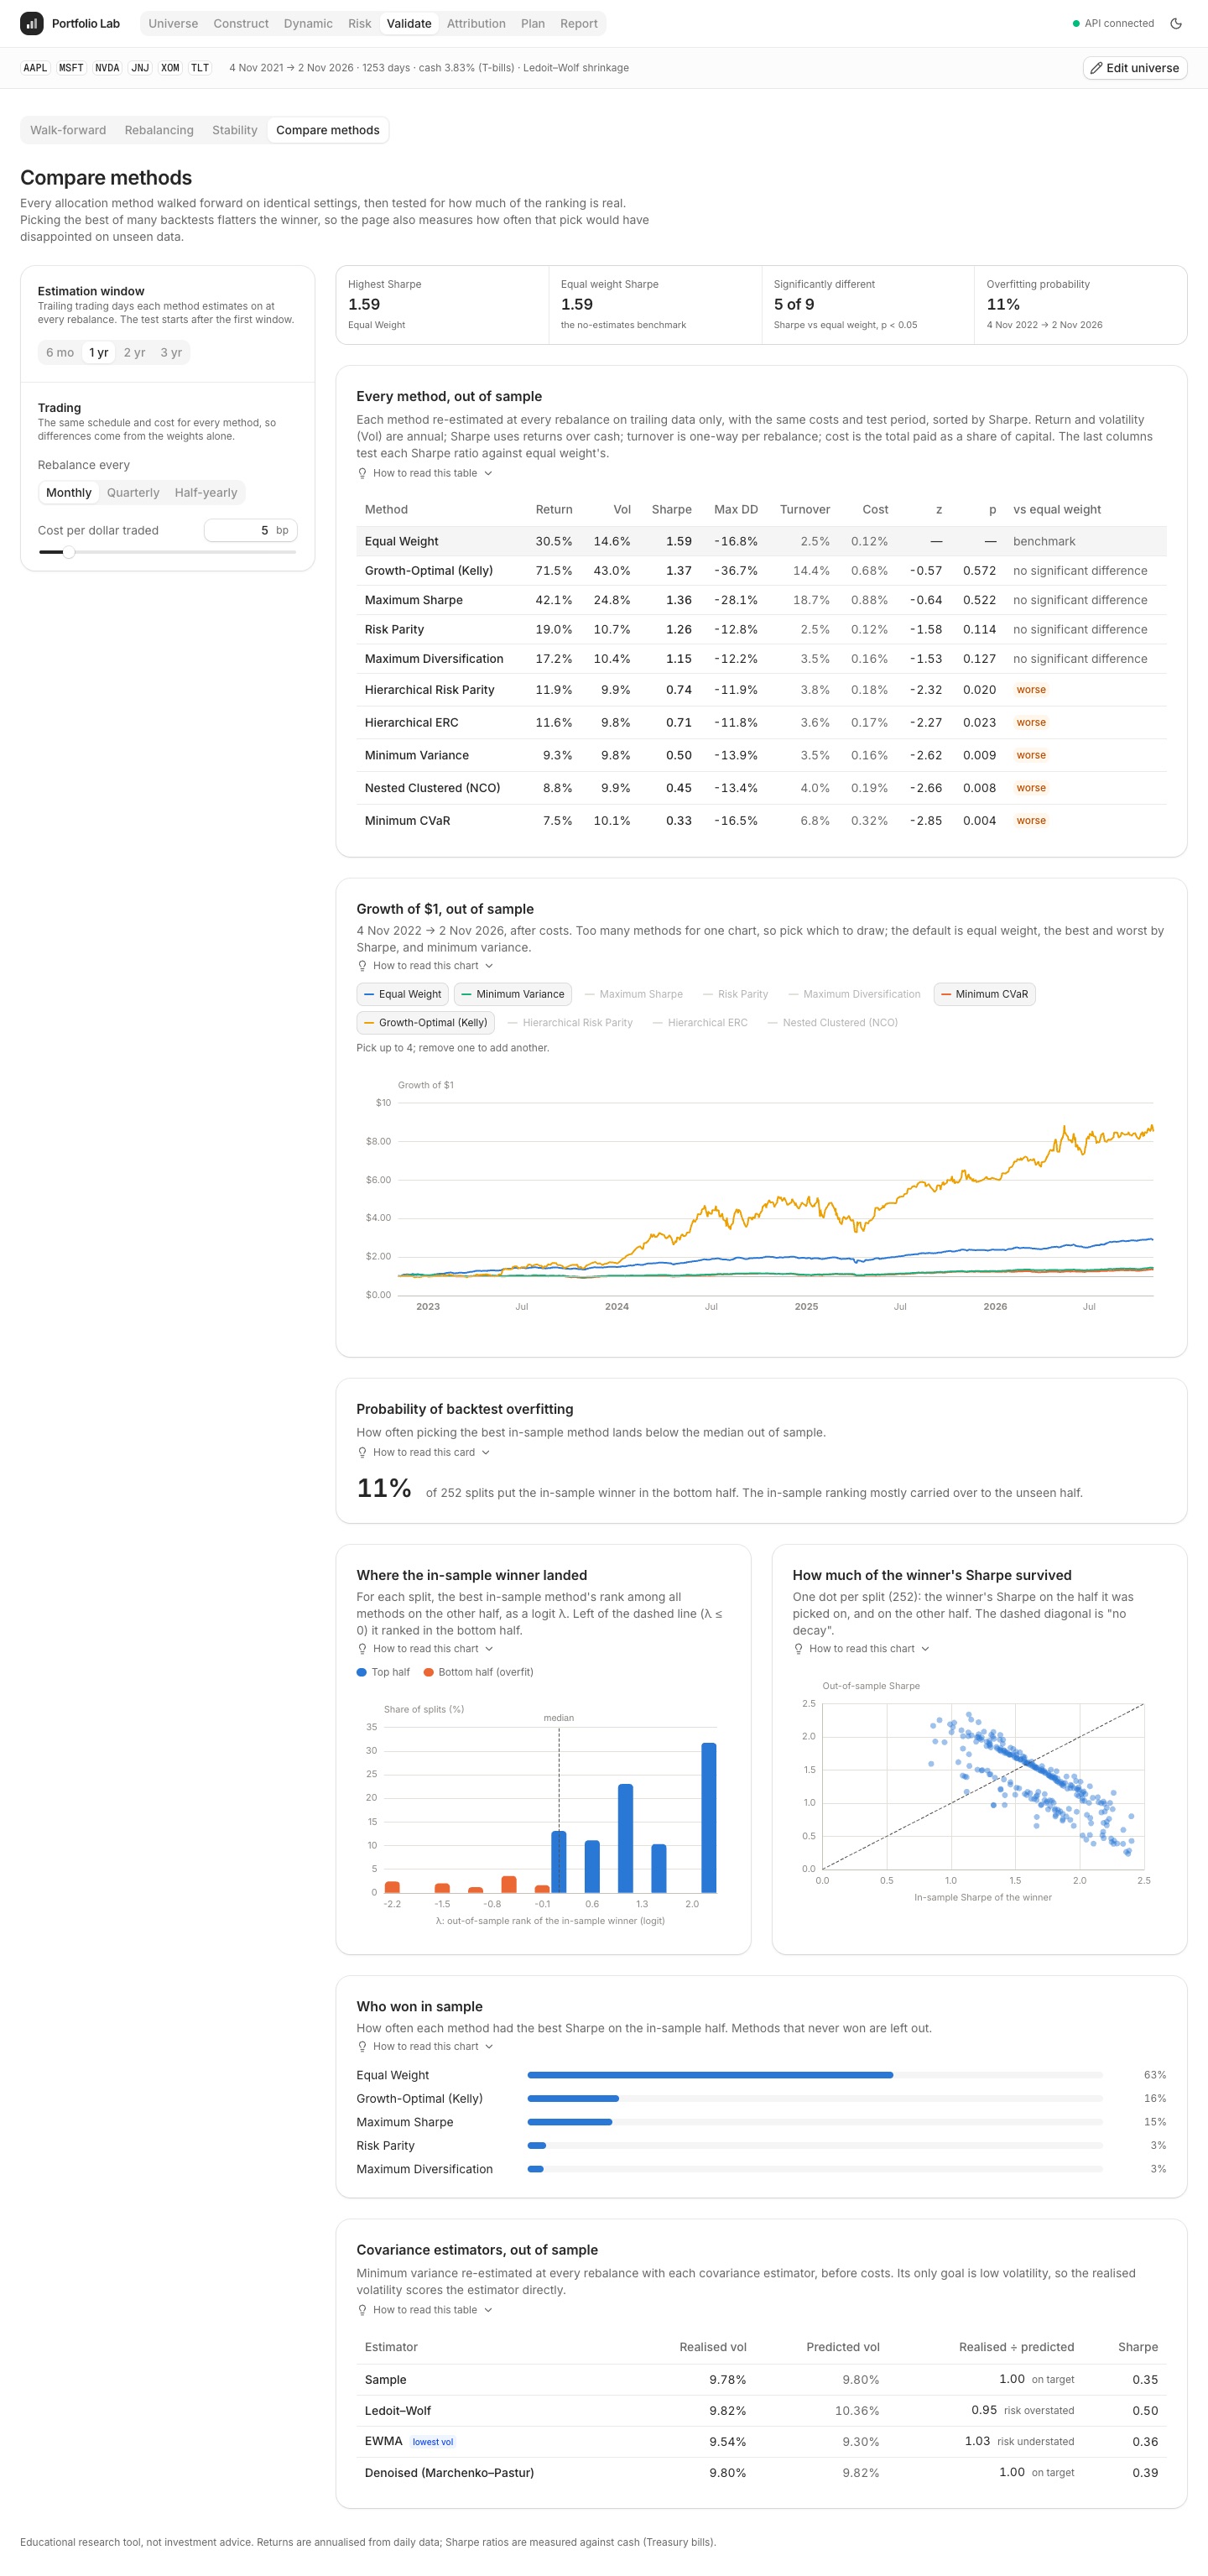 Portfolio Lab
Universe Construct Dynamic Risk Validate Attribution Plan Report
API connected
AAPL MSFT NVDA JNJ XOM TLT 4 Nov 2021 → 2 Nov 2026 · 1253 days · cash 3.83% (T-bills) · Ledoit–Wolf shrinkage
Edit universe
Walk-forward Rebalancing Stability Compare methods
Compare methods
Every allocation method walked forward on identical settings, then tested for how much of the ranking is real.
Picking the best of many backtests flatters the winner, so the page also measures how often that pick would have
disappointed on unseen data.
Estimation window
Trailing trading days each method estimates on at
every rebalance. The test starts after the first window.
6 mo 1 yr 2 yr 3 yr
Trading
The same schedule and cost for every method, so
differences come from the weights alone.
Rebalance every
Monthly Quarterly Half-yearly
Cost per dollar traded 5 bp
Highest Sharpe
1.59
Equal Weight
Equal weight Sharpe
1.59
the no-estimates benchmark
Significantly different
5 of 9
Sharpe vs equal weight, p < 0.05
Overfitting probability
11%
4 Nov 2022 → 2 Nov 2026
Every method, out of sample
Each method re-estimated at every rebalance on trailing data only, with the same costs and test period, sorted by Sharpe. Return and volatility
(Vol) are annual; Sharpe uses returns over cash; turnover is one-way per rebalance; cost is the total paid as a share of capital. The last columns
test each Sharpe ratio against equal weight's.
How to read this table
Method Return Vol Sharpe Max DD Turnover Cost z p vs equal weight
Equal Weight 30.5% 14.6% 1.59 -16.8% 2.5% 0.12% — — benchmark
Growth-Optimal (Kelly) 71.5% 43.0% 1.37 -36.7% 14.4% 0.68% -0.57 0.572 no significant difference
Maximum Sharpe 42.1% 24.8% 1.36 -28.1% 18.7% 0.88% -0.64 0.522 no significant difference
Risk Parity 19.0% 10.7% 1.26 -12.8% 2.5% 0.12% -1.58 0.114 no significant difference
Maximum Diversification 17.2% 10.4% 1.15 -12.2% 3.5% 0.16% -1.53 0.127 no significant difference
Hierarchical Risk Parity 11.9% 9.9% 0.74 -11.9% 3.8% 0.18% -2.32 0.020 worse
Hierarchical ERC 11.6% 9.8% 0.71 -11.8% 3.6% 0.17% -2.27 0.023 worse
Minimum Variance 9.3% 9.8% 0.50 -13.9% 3.5% 0.16% -2.62 0.009 worse
Nested Clustered (NCO) 8.8% 9.9% 0.45 -13.4% 4.0% 0.19% -2.66 0.008 worse
Minimum CVaR 7.5% 10.1% 0.33 -16.5% 6.8% 0.32% -2.85 0.004 worse
Growth of $1, out of sample
4 Nov 2022 → 2 Nov 2026, after costs. Too many methods for one chart, so pick which to draw; the default is equal weight, the best and worst by
Sharpe, and minimum variance.
How to read this chart
Equal Weight Minimum Variance Maximum Sharpe Risk Parity Maximum Diversification Minimum CVaR
Growth-Optimal (Kelly) Hierarchical Risk Parity Hierarchical ERC Nested Clustered (NCO)
Pick up to 4; remove one to add another.
Growth of $1
$10
$8.00
$6.00
$4.00
$2.00
$0.00
2023 Jul 2024 Jul 2025 Jul 2026 Jul
Probability of backtest overfitting
How often picking the best in-sample method lands below the median out of sample.
How to read this card
11% of 252 splits put the in-sample winner in the bottom half. The in-sample ranking mostly carried over to the unseen half.
Where the in-sample winner landed
For each split, the best in-sample method's rank among all
methods on the other half, as a logit λ. Left of the dashed line (λ ≤
0) it ranked in the bottom half.
How to read this chart
Top half Bottom half (overfit)
Share of splits (%)
median
35
30
25
20
15
10
5
0
-2.2 -1.5 -0.8 -0.1 0.6 1.3 2.0
λ: out-of-sample rank of the in-sample winner (logit)
How much of the winner's Sharpe survived
One dot per split (252): the winner's Sharpe on the half it was
picked on, and on the other half. The dashed diagonal is "no
decay".
How to read this chart
Out-of-sample Sharpe
2.5
2.0
1.5
1.0
0.5
0.0
0.0 0.5 1.0 1.5 2.0 2.5
In-sample Sharpe of the winner
Who won in sample
How often each method had the best Sharpe on the in-sample half. Methods that never won are left out.
How to read this chart
Equal Weight 63%
Growth-Optimal (Kelly) 16%
Maximum Sharpe 15%
Risk Parity 3%
Maximum Diversification 3%
Covariance estimators, out of sample
Minimum variance re-estimated at every rebalance with each covariance estimator, before costs. Its only goal is low volatility, so the realised
volatility scores the estimator directly.
How to read this table
Estimator Realised vol Predicted vol Realised ÷ predicted Sharpe
Sample 9.78% 9.80% 1.00 on target 0.35
Ledoit–Wolf 9.82% 10.36% 0.95 risk overstated 0.50
EWMA lowest vol 9.54% 9.30% 1.03 risk understated 0.36
Denoised (Marchenko–Pastur) 9.80% 9.82% 1.00 on target 0.39
Educational research tool, not investment advice. Returns are annualised from daily data; Sharpe ratios are measured against cash (Treasury bills).